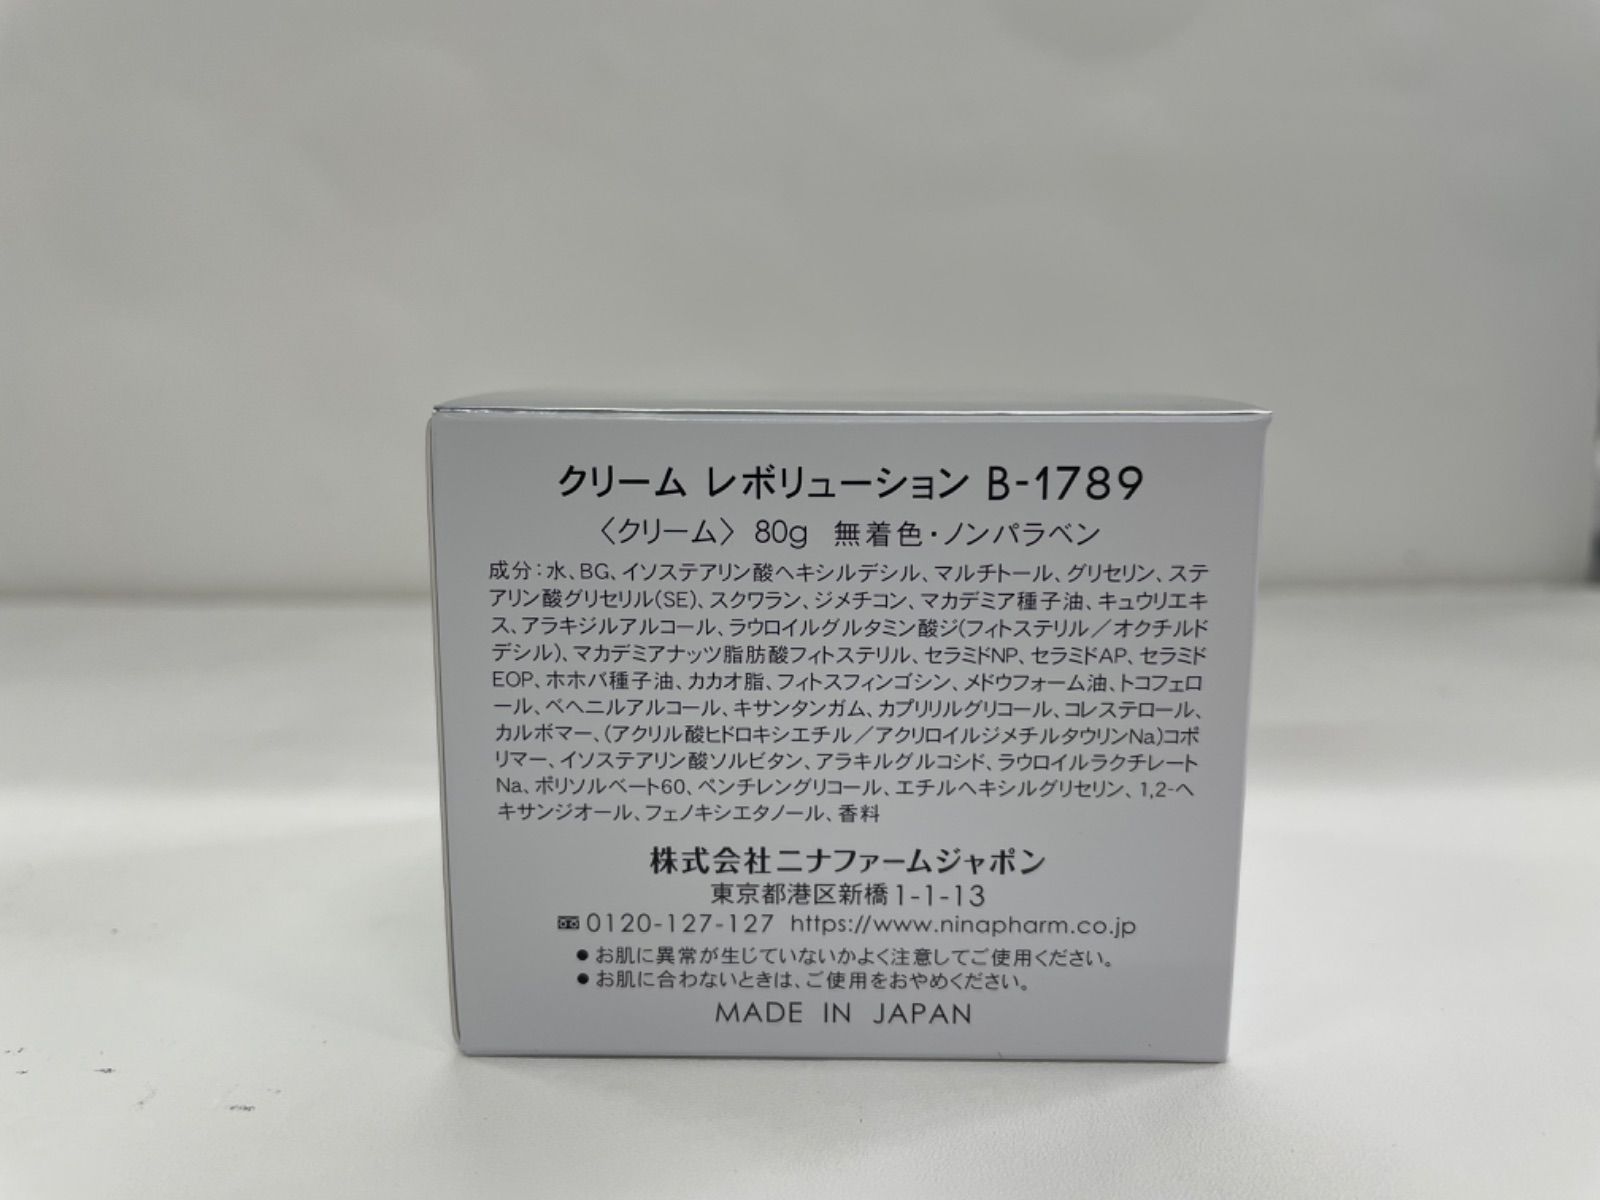 クリーム レボリューション B-1789
〈クリーム〉 80g 無着色・ノンパラベン
成分：水、BG、イソステアリン酸ヘキシルデシル、マルチトール、グリセリン、ステ
アリン酸グリセリル(SE)、スクワラン、ジメチコン、マカデミア種子油、キュウリエキ
ス、アラキジルアルコール、ラウロイルグルタミン酸ジ(フィトステリル／オクチルド
デシル)、マカデミアナッツ脂肪酸フィトステリル、セラミドNP、セラミドAP、セラミド
EOP、ホホバ種子油、カカオ脂、フィトスフィンゴシン、メドウフォーム油、トコフェロ
ール、ベヘニルアルコール、キサンタンガム、カプリリルグリコール、コレステロール、
カルボマー、(アクリル酸ヒドロキシエチル／アクリロイルジメチルタウリンNa)コポ
リマー、イソステアリン酸ソルビタン、アラキルグルコシド、ラウロイルラクチレート
Na、ポリソルベート60、ペンチレングリコール、エチルヘキシルグリセリン、1,2-ヘ
キサンジオール、フェノキシエタノール、香料
株式会社ニナファームジャポン
東京都港区新橋1-1-13
0120-127-127 https://www.ninapharm.co.jp
●お肌に異常が生じていないかよく注意してご使用ください。
●お肌に合わないときは、ご使用をおやめください。
MADE IN JAPAN